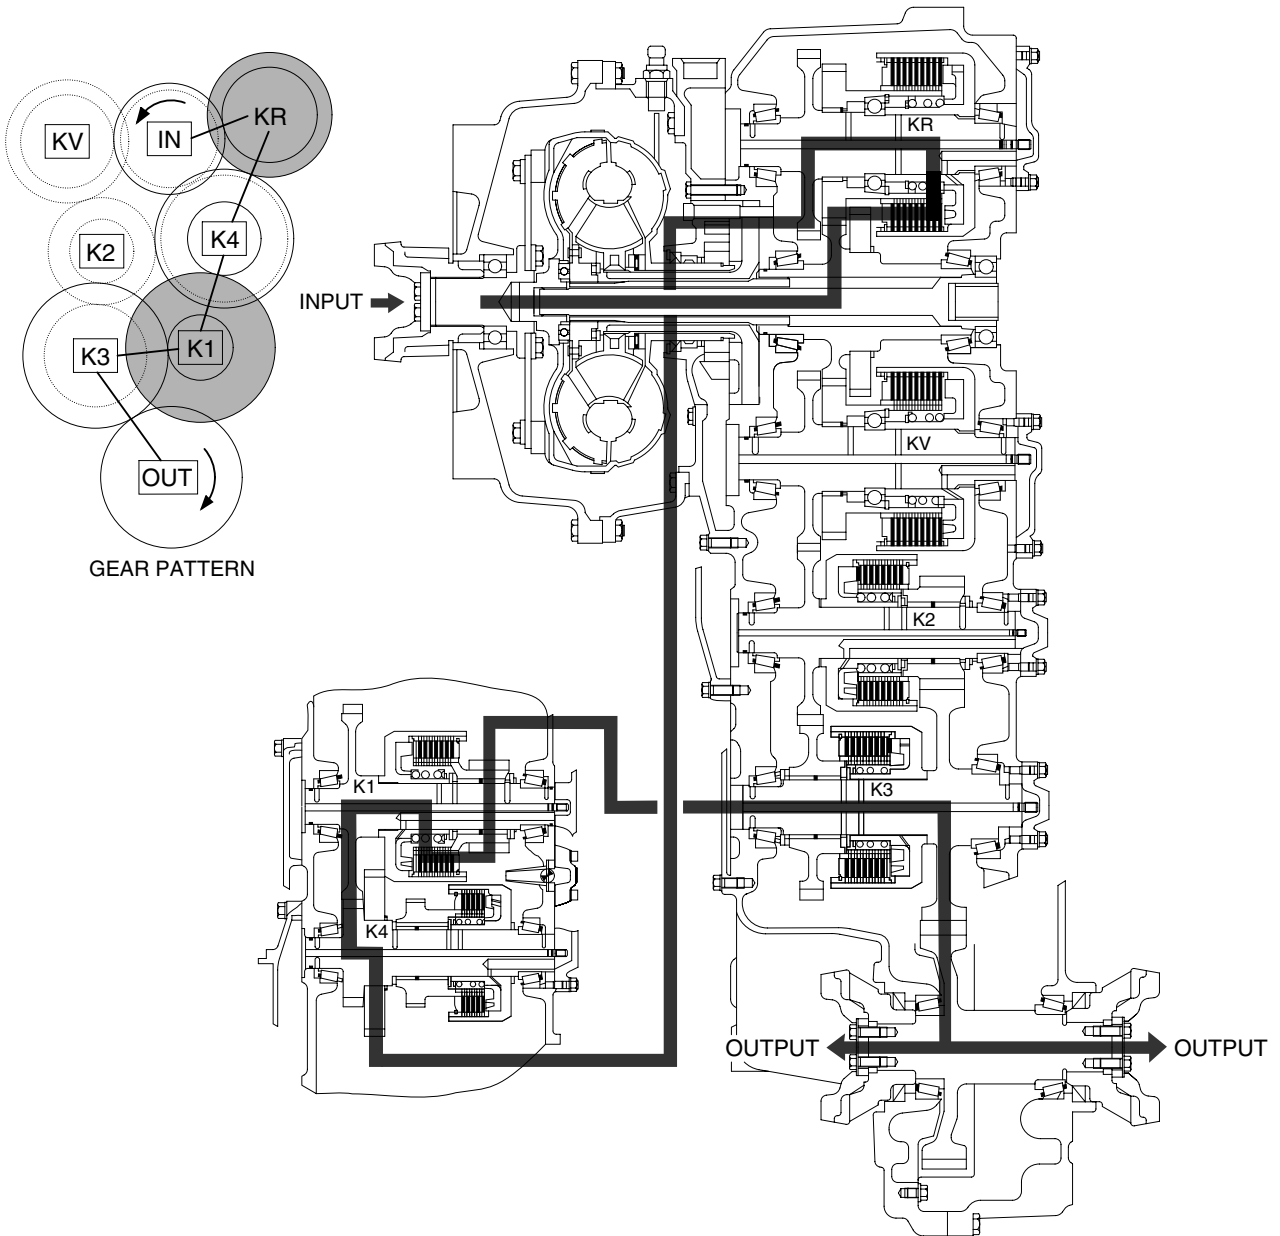 KR
KV
IN
KR
K2
K4
INPUT
K3
K1
KV
OUT
GEAR PATTERN
K2
K1
K3
K4
OUTPUT
OUTPUT